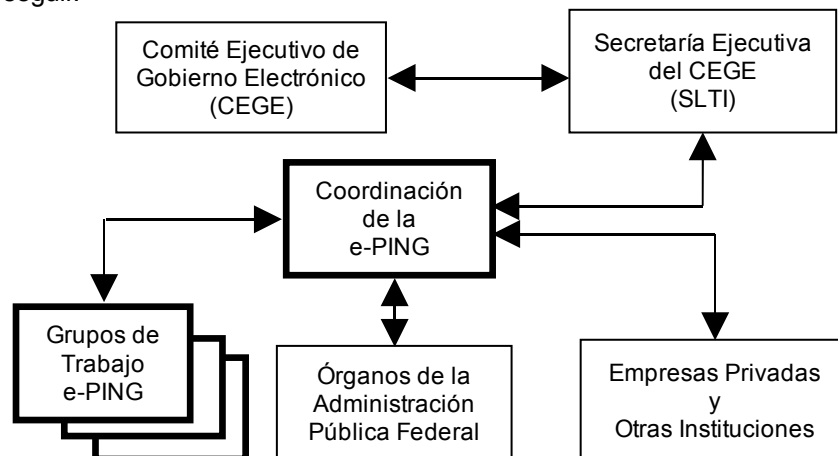 seguir.
Comité Ejecutivo de
Gobierno Electrónico
(CEGE)
Secretaría Ejecutiva
del CEGE
(SLTI)
Coordinación
de la
e-PING
Grupos de
Trabajo
e-PING
Órganos de la
Administración
Pública Federal
Empresas Privadas
y
Otras Instituciones